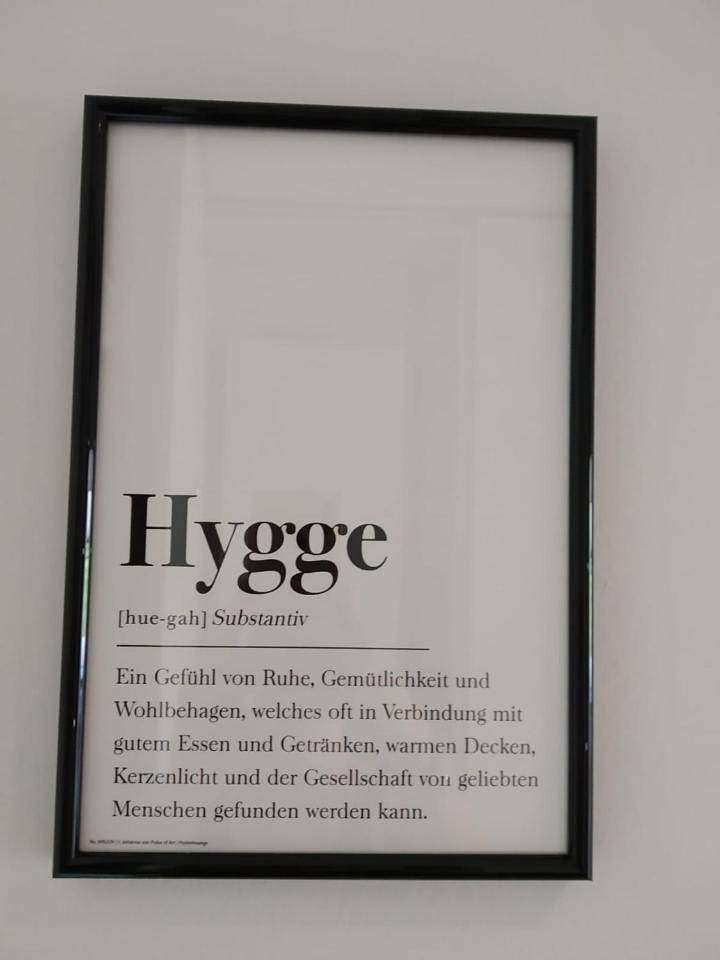 Hygge
[hue-gah] Substantiv
Ein Gefühl von Ruhe, Gemütlichkeit und
Wohlbehagen, welches oft in Verbindung mit
gutem Essen und Getränken, warmen Decken,
Kerzenlicht und der Gesellschaft von geliebten
Menschen gefunden werden kann.